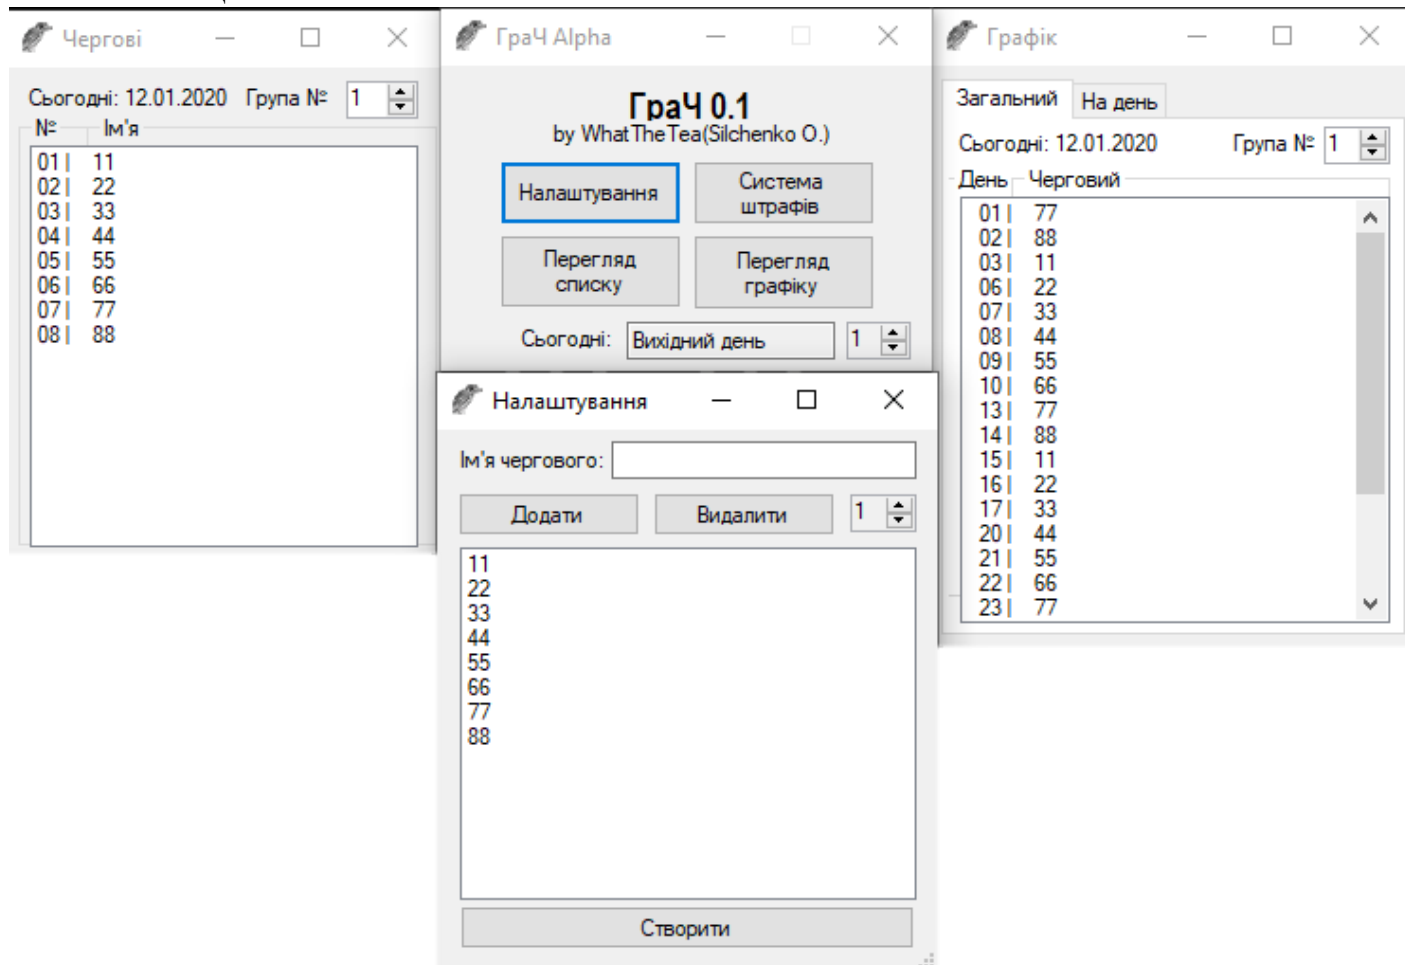 Чергові
Сьогодні: 12.01.2020 Група № 1
№ Ім'я
01| 11
02| 22
03| 33
04| 44
05| 55
06| 66
07| 77
08| 88
ГраЧ Alpha
ГраЧ 0.1
by WhatTheTea(Silchenko O.)
Налаштування
Система
штрафів
Перегляд
списку
Перегляд
графіку
Сьогодні: Вихідний день 1
Налаштування
Ім'я чергового:
Додати Видалити 1
11
22
33
44
55
66
77
88
Створити
Графік
Загальний На день
Сьогодні: 12.01.2020 Група № 1
День Черговий
01| 77
02| 88
03| 11
06| 22
07| 33
08| 44
09| 55
10| 66
13| 77
14| 88
15| 11
16| 22
17| 33
20| 44
21| 55
22| 66
23| 77